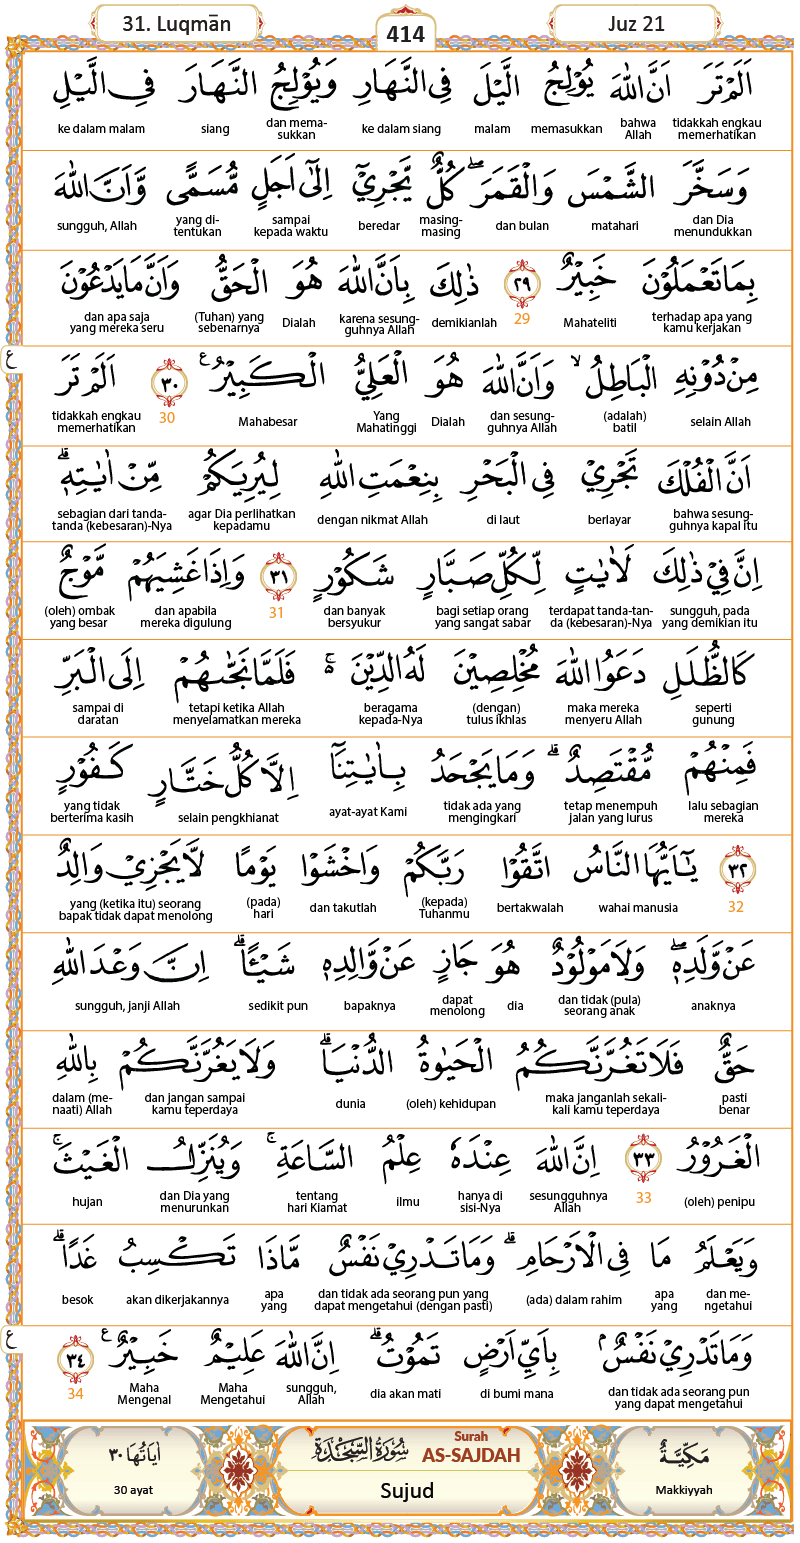 31. Luqmān 414 Juz 21
اَلَمْ تَرَ اَنَّ اللّٰهَ يُوْلِجُ الَّيْلَ فِى النَّهَارِ وَيُوْلِجُ النَّهَارَ فِى الَّيْلِ
tidakkah engkau memerhatikan bahwa Allah memasukkan malam ke dalam siang dan mema-sukkan siang ke dalam malam
وَسَخَّرَ الشَّمْسَ وَالْقَمَرَۖ كُلٌّ يَّجْرِيْٓ اِلٰٓى اَجَلٍ مُّسَمًّى وَّاَنَّ اللّٰهَ
dan Dia menundukkan matahari dan bulan masing-masing beredar sampai kepada waktu yang di-tentukan sungguh, Allah
بِمَا تَعْمَلُوْنَ خَبِيْرٌ ٢٩ ذٰلِكَ بِاَنَّ اللّٰهَ هُوَ الْحَقُّ وَاَنَّ مَا يَدْعُوْنَ
terhadap apa yang kamu kerjakan Mahateliti 29 demikianlah karena sesung-guhnya Allah Dialah (Tuhan) yang sebenarnya dan apa saja yang mereka seru
ع
مِنْ دُوْنِهِ الْبَاطِلُۙ وَاَنَّ اللّٰهَ هُوَ الْعَلِيُّ الْكَبِيْرُ ࣖ ٣٠ اَلَمْ تَرَ
selain Allah (adalah) batil dan sesung-guhnya Allah Dialah Yang Mahatinggi Mahabesar 30 tidakkah engkau memerhatikan
اَنَّ الْفُلْكَ تَجْرِيْ فِى الْبَحْرِ بِنِعْمَتِ اللّٰهِ لِيُرِيَكُمْ مِّنْ اٰيٰتِهٖۗ
bahwa sesung-guhnya kapal itu berlayar di laut dengan nikmat Allah agar Dia perlihatkan kepadamu sebagian dari tanda-tanda (kebesaran)-Nya
اِنَّ فِيْ ذٰلِكَ لَاٰيٰتٍ لِّكُلِّ صَبَّارٍ شَكُوْرٍ ٣١ وَاِذَا غَشِيَهُمْ مَّوْجٌ
sungguh, pada yang demikian itu terdapat tanda-tan-da (kebesaran)-Nya bagi setiap orang yang sangat sabar dan banyak bersyukur 31 dan apabila mereka digulung (oleh) ombak yang besar
كَالظُّلَلِ دَعَوُا اللّٰهَ مُخْلِصِيْنَ لَهُ الدِّيْنَ ەۚ فَلَمَّا نَجّٰىهُمْ اِلَى الْبَرِّ
seperti gunung maka mereka menyeru Allah (dengan) tulus ikhlas beragama kepada-Nya tetapi ketika Allah menyelamatkan mereka sampai di daratan
فَمِنْهُمْ مُّقْتَصِدٌۗ وَمَا يَجْحَدُ بِاٰيٰتِنَآ اِلَّا كُلُّ خَتَّارٍ كَفُوْرٍ
lalu sebagian mereka tetap menempuh jalan yang lurus tidak ada yang mengingkari ayat-ayat Kami selain pengkhianat yang tidak berterima kasih
٣٢ يٰٓاَيُّهَا النَّاسُ اتَّقُوْا رَبَّكُمْ وَاخْشَوْا يَوْمًا لَّا يَجْزِيْ وَالِدٌ
32 wahai manusia bertakwalah (kepada) Tuhanmu dan takutlah (pada) hari yang (ketika itu) seorang bapak tidak dapat menolong
عَنْ وَّلَدِهٖۖ وَلَا مَوْلُوْدٌ هُوَ جَازٍ عَنْ وَّالِدِهٖ شَيْـًٔاۗ اِنَّ وَعْدَ اللّٰهِ
anaknya dan tidak (pula) seorang anak dia dapat menolong bapaknya sedikit pun sungguh, janji Allah
حَقٌّ فَلَا تَغُرَّنَّكُمُ الْحَيٰوةُ الدُّنْيَاۗ وَلَا يَغُرَّنَّكُمْ بِاللّٰهِ
pasti benar maka janganlah sekali-kali kamu teperdaya (oleh) kehidupan dunia dan jangan sampai kamu teperdaya dalam (me-naati) Allah
الْغَرُوْرُ ٣٣ اِنَّ اللّٰهَ عِنْدَهٗ عِلْمُ السَّاعَةِۚ وَيُنَزِّلُ الْغَيْثَۚ
(oleh) penipu 33 sesungguhnya Allah hanya di sisi-Nya ilmu tentang hari Kiamat dan Dia yang menurunkan hujan
وَيَعْلَمُ مَا فِى الْاَرْحَامِۗ وَمَا تَدْرِيْ نَفْسٌ مَّاذَا تَكْسِبُ غَدًاۗ
dan me-ngetahui apa yang (ada) dalam rahim dan tidak ada seorang pun yang dapat mengetahui (dengan pasti) apa yang akan dikerjakannya besok
ع
وَمَا تَدْرِيْ نَفْسٌۢ بِاَيِّ اَرْضٍ تَمُوْتُۗ اِنَّ اللّٰهَ عَلِيْمٌ خَبِيْرٌ ࣖ ٣٤
dan tidak ada seorang pun yang dapat mengetahui di bumi mana dia akan mati sungguh, Allah Maha Mengetahui Maha Mengenal 34
مَكِّيَّةٌ Surah AS-SAJDAH سُوْرَةُ السَّجْدَةِ اٰيَاتُهَا ٣٠
Makkiyyah Sujud 30 ayat